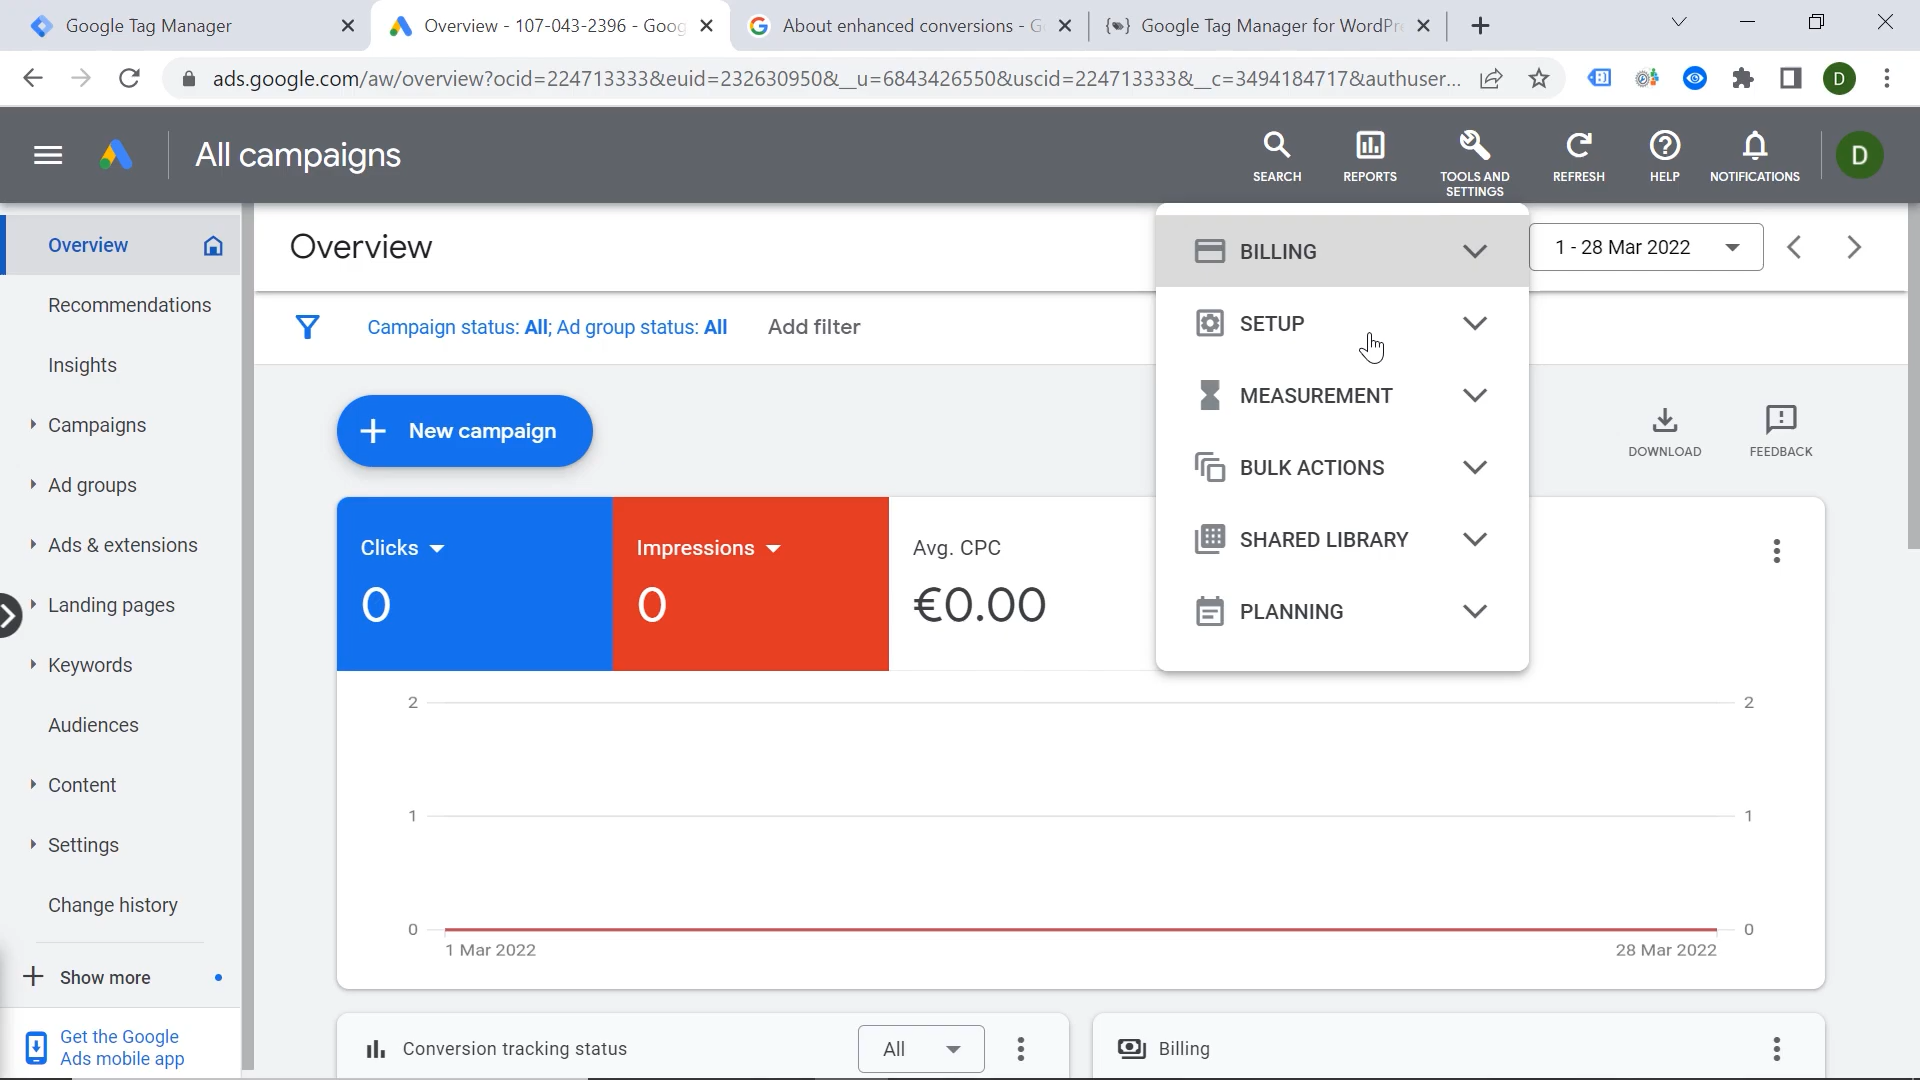 Google Tag Manager
Overview - 107-043-2396 - Goog
About enhanced conversions - G
Google Tag Manager for WordPr
ads.google.com/aw/overview?ocid=224713333&euid=232630950&__u=6843426550&uscid=224713333&__c=3494184717&authuser...
D
All campaigns
SEARCH
REPORTS
TOOLS AND
SETTINGS
REFRESH
HELP
NOTIFICATIONS
D
Overview
Recommendations
Insights
Campaigns
Ad groups
Ads & extensions
Landing pages
Keywords
Audiences
Content
Settings
Change history
Show more
Get the Google
Ads mobile app
Overview
1 - 28 Mar 2022
Campaign status: All; Ad group status: All
Add filter
BILLING
SETUP
MEASUREMENT
BULK ACTIONS
SHARED LIBRARY
PLANNING
New campaign
DOWNLOAD
FEEDBACK
Clicks
0
Impressions
0
Avg. CPC
€0.00
2
2
1
1
0
0
1 Mar 2022
28 Mar 2022
Conversion tracking status
All
Billing